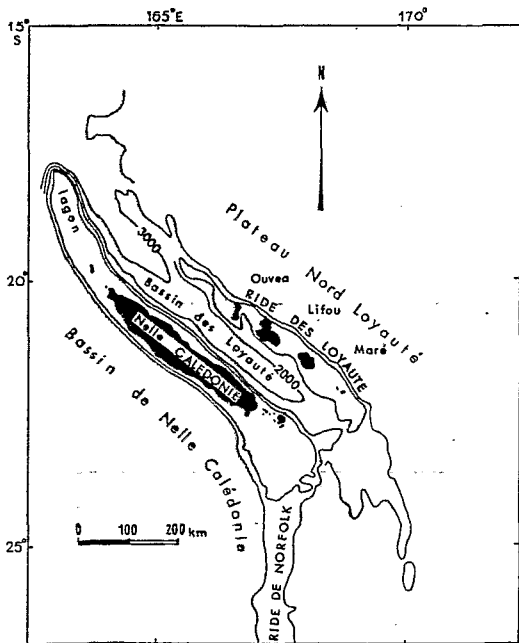 165°E
170°
15°
S
N
lagon
3000
Plateau Nord Loyauté
20°
Ouvea
RIDE DES LOYAUTE
Lifou
Bassin des Loyauté
Maré
Nelle CALEDONIE
2000
Bassin de Nelle Calédonie
0 100 200 km
25°
RIDE DE NORFOLK